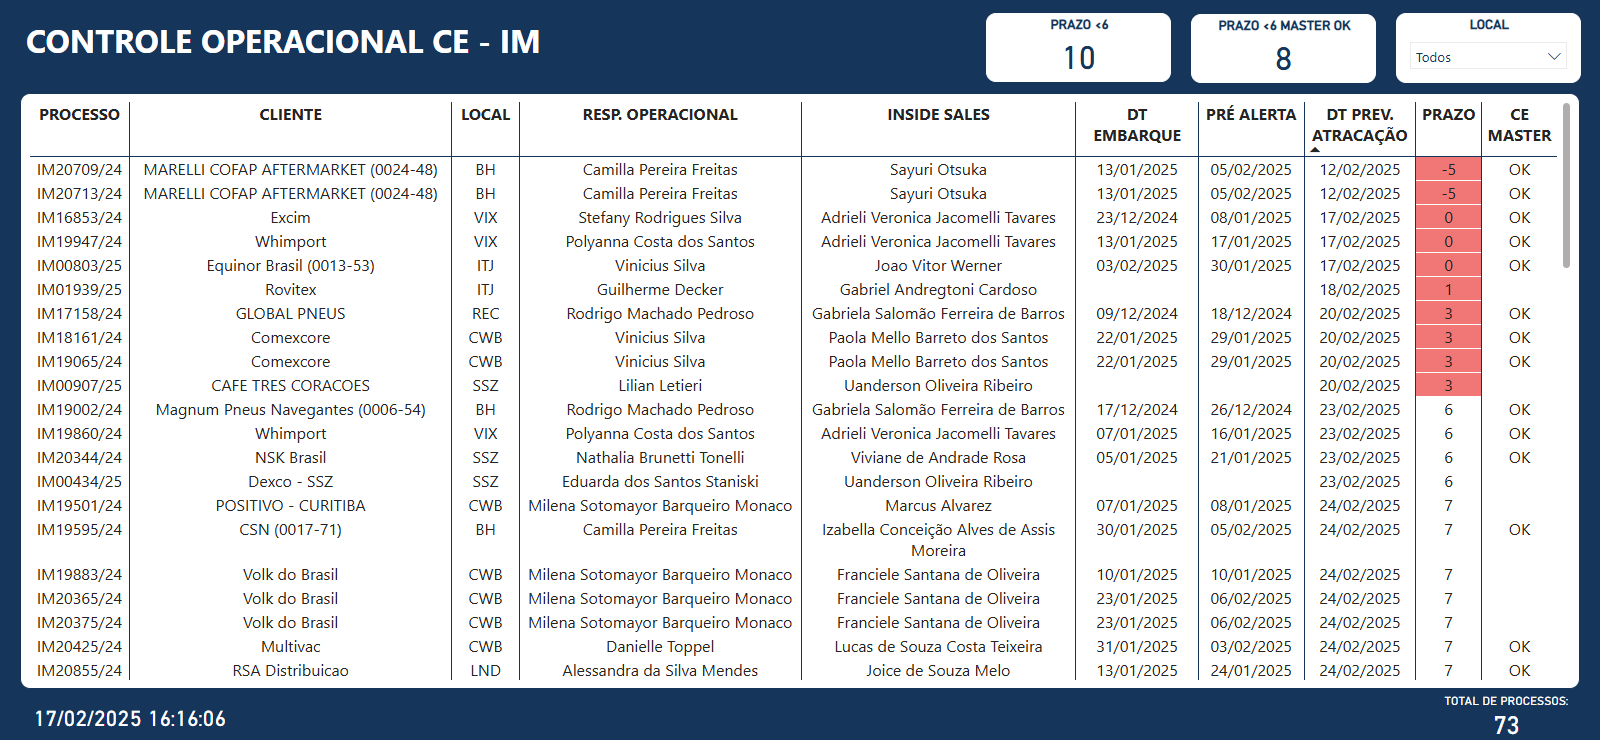 CONTROLE OPERACIONAL CE - IM
PRAZO <6
10
PRAZO <6 MASTER OK
8
LOCAL
Todos
PROCESSO CLIENTE LOCAL RESP. OPERACIONAL INSIDE SALES DT EMBARQUE PRÉ ALERTA DT PREV. ATRACAÇÃO PRAZO CE MASTER
IM20709/24 MARELLI COFAP AFTERMARKET (0024-48) BH Camilla Pereira Freitas Sayuri Otsuka 13/01/2025 05/02/2025 12/02/2025 -5 OK
IM20713/24 MARELLI COFAP AFTERMARKET (0024-48) BH Camilla Pereira Freitas Sayuri Otsuka 13/01/2025 05/02/2025 12/02/2025 -5 OK
IM16853/24 Excim VIX Stefany Rodrigues Silva Adrieli Veronica Jacomelli Tavares 23/12/2024 08/01/2025 17/02/2025 0 OK
IM19947/24 Whimport VIX Polyanna Costa dos Santos Adrieli Veronica Jacomelli Tavares 13/01/2025 17/01/2025 17/02/2025 0 OK
IM00803/25 Equinor Brasil (0013-53) ITJ Vinicius Silva Joao Vitor Werner 03/02/2025 30/01/2025 17/02/2025 0 OK
IM01939/25 Rovitex ITJ Guilherme Decker Gabriel Andregtoni Cardoso 18/02/2025 1
IM17158/24 GLOBAL PNEUS REC Rodrigo Machado Pedroso Gabriela Salomão Ferreira de Barros 09/12/2024 18/12/2024 20/02/2025 3 OK
IM18161/24 Comexcore CWB Vinicius Silva Paola Mello Barreto dos Santos 22/01/2025 29/01/2025 20/02/2025 3 OK
IM19065/24 Comexcore CWB Vinicius Silva Paola Mello Barreto dos Santos 22/01/2025 29/01/2025 20/02/2025 3 OK
IM00907/25 CAFE TRES CORACOES SSZ Lilian Letieri Uanderson Oliveira Ribeiro 20/02/2025 3
IM19002/24 Magnum Pneus Navegantes (0006-54) BH Rodrigo Machado Pedroso Gabriela Salomão Ferreira de Barros 17/12/2024 26/12/2024 23/02/2025 6 OK
IM19860/24 Whimport VIX Polyanna Costa dos Santos Adrieli Veronica Jacomelli Tavares 07/01/2025 16/01/2025 23/02/2025 6 OK
IM20344/24 NSK Brasil SSZ Nathalia Brunetti Tonelli Viviane de Andrade Rosa 05/01/2025 21/01/2025 23/02/2025 6 OK
IM00434/25 Dexco - SSZ SSZ Eduarda dos Santos Staniski Uanderson Oliveira Ribeiro 23/02/2025 6
IM19501/24 POSITIVO - CURITIBA CWB Milena Sotomayor Barqueiro Monaco Marcus Alvarez 07/01/2025 08/01/2025 24/02/2025 7
IM19595/24 CSN (0017-71) BH Camilla Pereira Freitas Izabella Conceição Alves de Assis Moreira 30/01/2025 05/02/2025 24/02/2025 7 OK
IM19883/24 Volk do Brasil CWB Milena Sotomayor Barqueiro Monaco Franciele Santana de Oliveira 10/01/2025 10/01/2025 24/02/2025 7
IM20365/24 Volk do Brasil CWB Milena Sotomayor Barqueiro Monaco Franciele Santana de Oliveira 23/01/2025 06/02/2025 24/02/2025 7
IM20375/24 Volk do Brasil CWB Milena Sotomayor Barqueiro Monaco Franciele Santana de Oliveira 23/01/2025 06/02/2025 24/02/2025 7
IM20425/24 Multivac CWB Danielle Toppel Lucas de Souza Costa Teixeira 31/01/2025 03/02/2025 24/02/2025 7 OK
IM20855/24 RSA Distribuicao LND Alessandra da Silva Mendes Joice de Souza Melo 13/01/2025 24/01/2025 24/02/2025 7 OK
17/02/2025 16:16:06
TOTAL DE PROCESSOS:
73